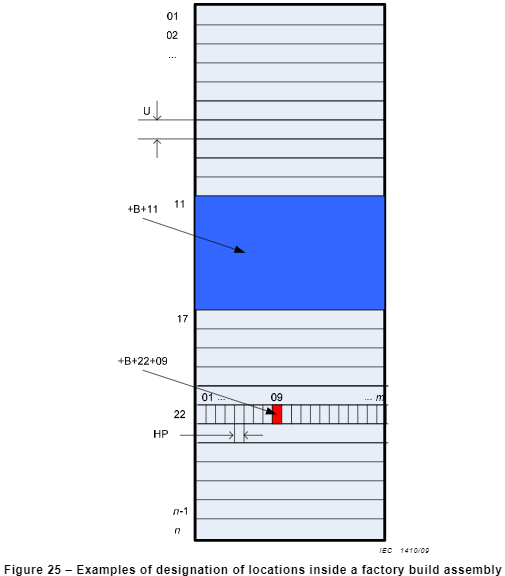 01
02
...
U
11
+B+11
17
+B+22+09
01 ... 09 ... m
22
HP
n-1
n
IEC 1410/09
Figure 25 – Examples of designation of locations inside a factory build assembly